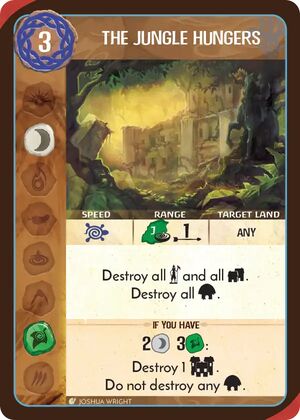 3
THE JUNGLE HUNGERS
SPEED
RANGE
TARGET LAND
J
1
ANY
Destroy all and all .
Destroy all .
IF YOU HAVE
2 3 :
Destroy 1 .
Do not destroy any .
JOSHUA WRIGHT